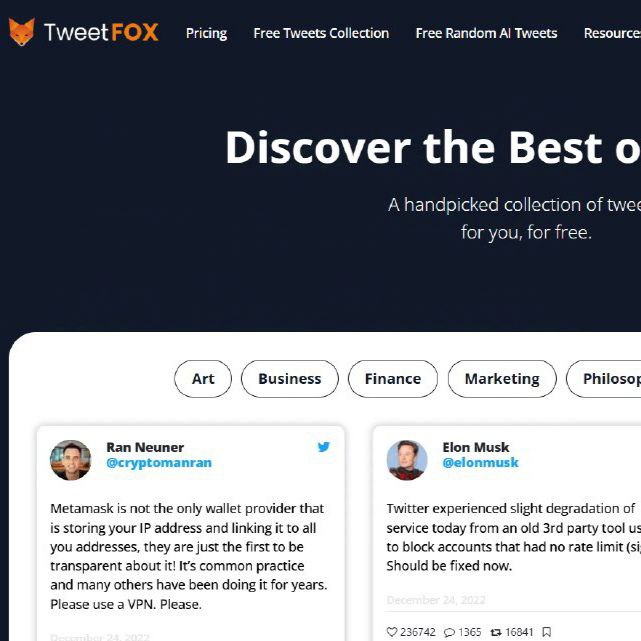 TweetFOX Pricing Free Tweets Collection Free Random AI Tweets Resource
Discover the Best o
A handpicked collection of twee
for you, for free.
Art Business Finance Marketing Philosop
Ran Neuner
@cryptomanran
Metamask is not the only wallet provider that
is storing your IP address and linking it to all
you addresses, they are just the first to be
transparent about it! It's common practice
and many others have been doing it for years.
Please use a VPN. Please.
December 24, 2022
Elon Musk
@elonmusk
Twitter experienced slight degradation of
service today from an old 3rd party tool us
to block accounts that had no rate limit (si
Should be fixed now.
December 24, 2022
236742 1365 16841